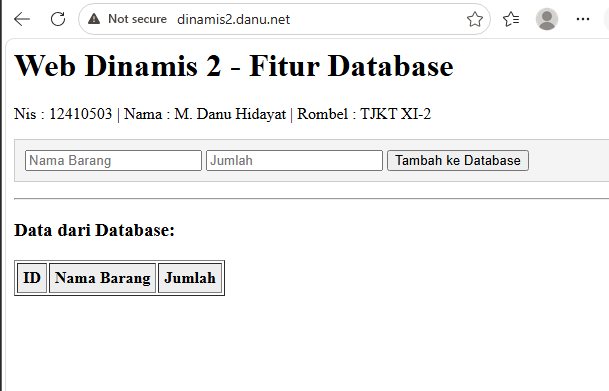 Not secure dinamis2.danu.net
Web Dinamis 2 - Fitur Database
Nis : 12410503 | Nama : M. Danu Hidayat | Rombel : TJKT XI-2
Nama Barang Jumlah Tambah ke Database
Data dari Database:
ID Nama Barang Jumlah